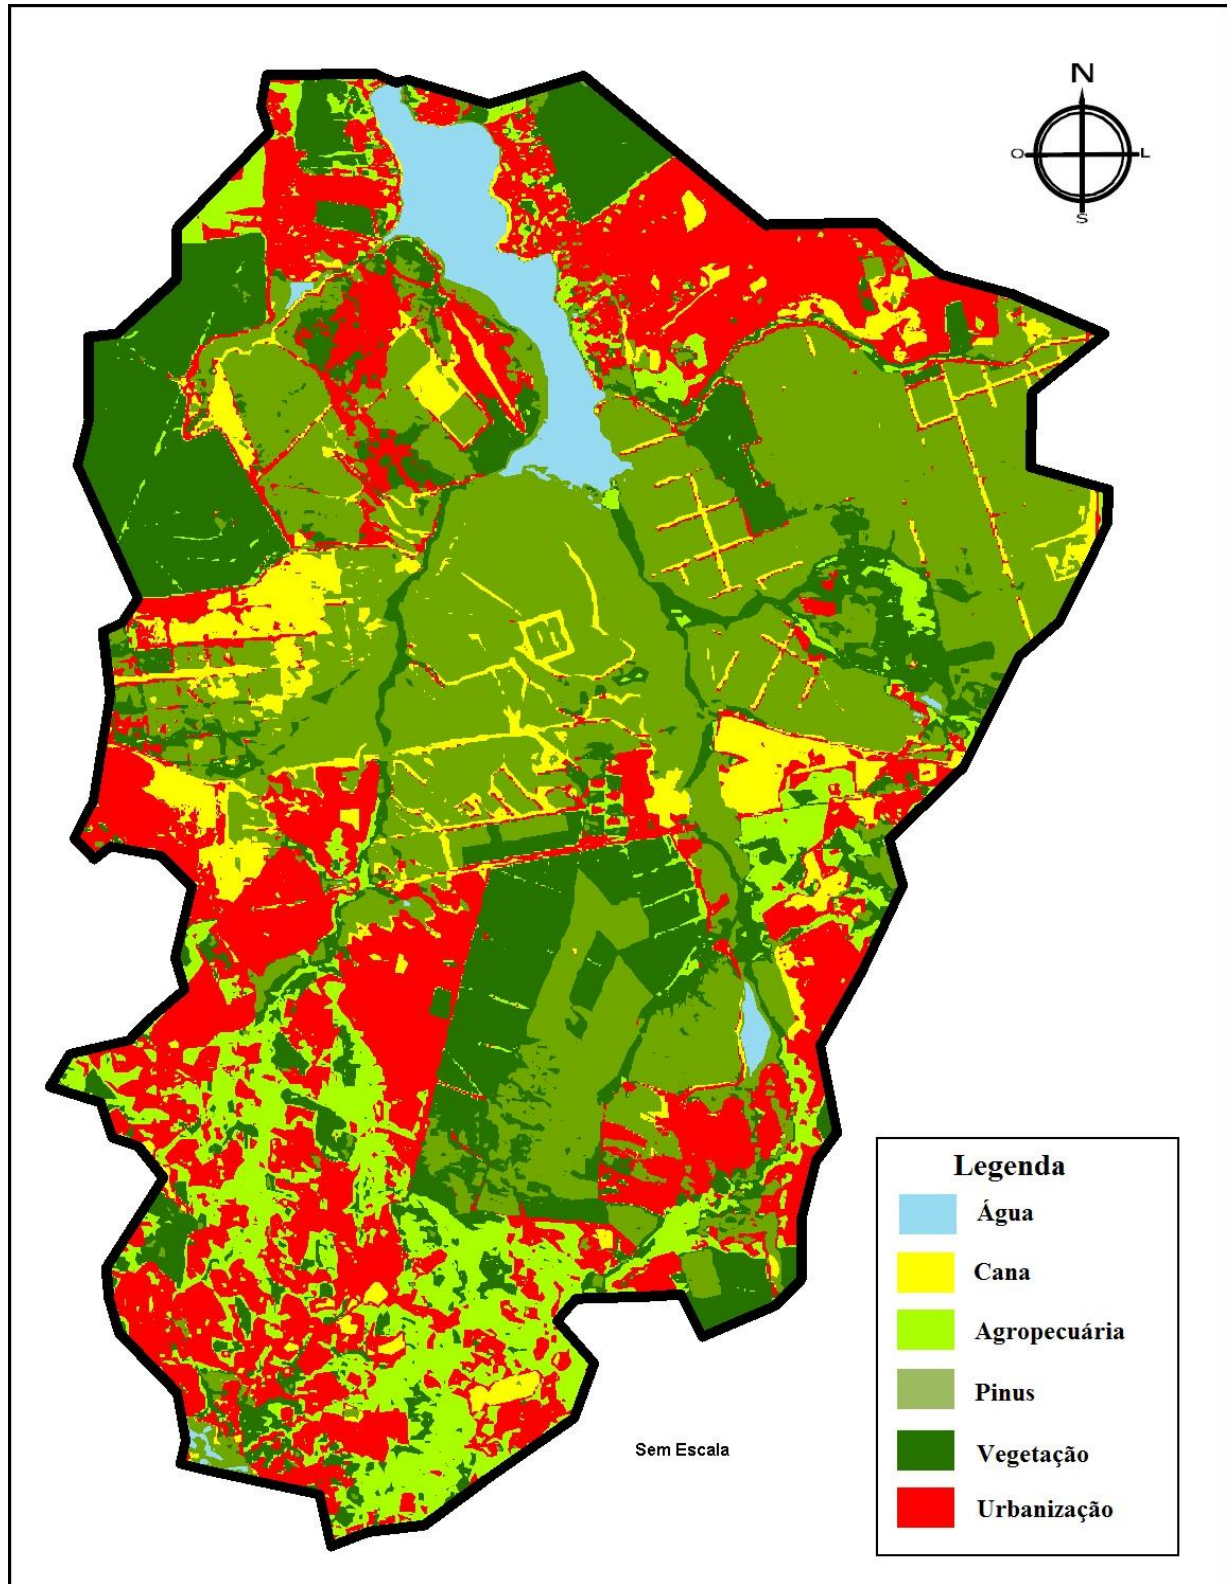 N
O
L
S
Legenda
Água
Cana
Agropecuária
Pinus
Vegetação
Urbanização
Sem Escala